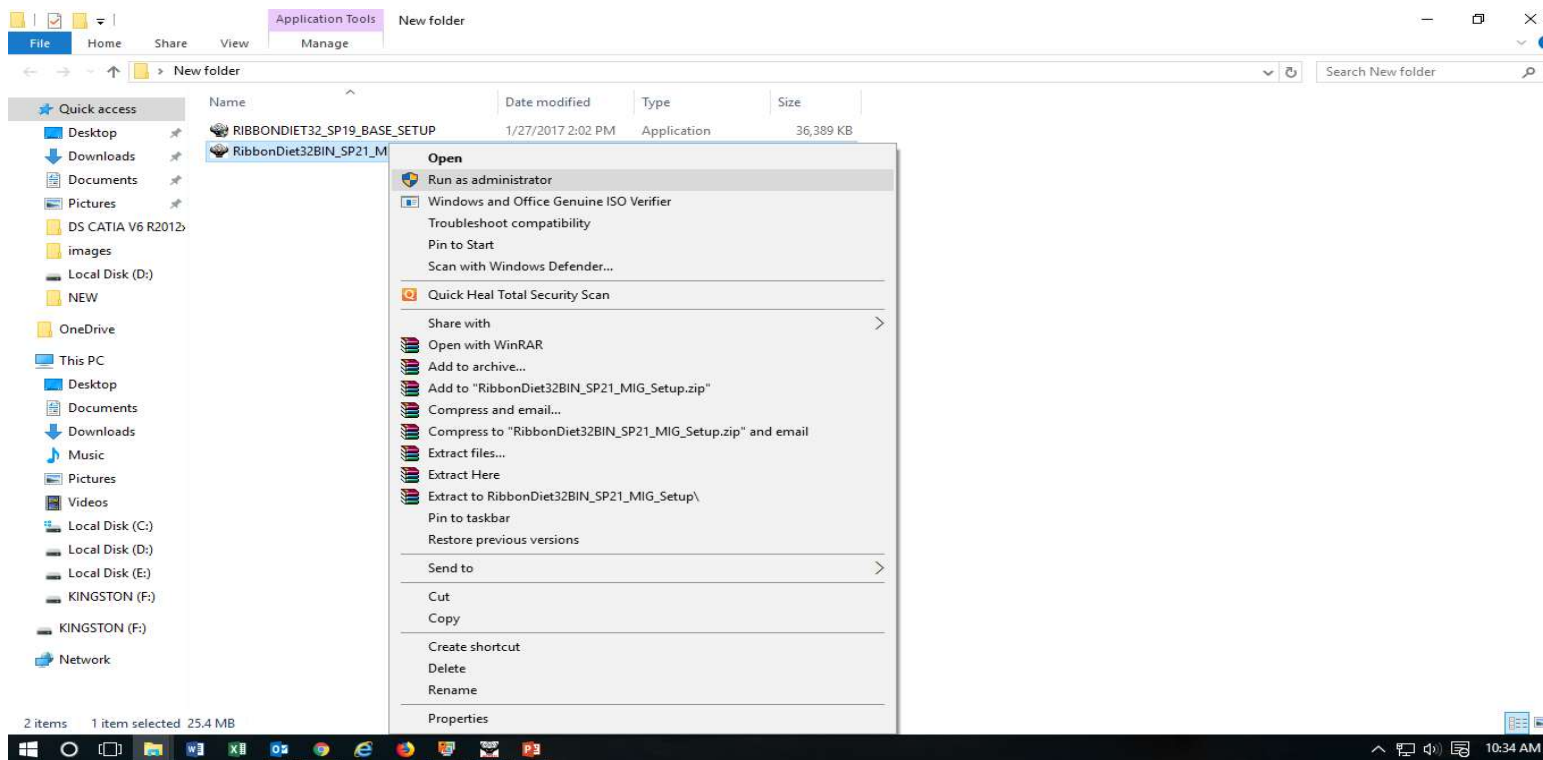 Application Tools New folder
File Home Share View Manage
New folder Search New folder
Name Date modified Type Size
RIBBONDIET32_SP19_BASE_SETUP 1/27/2017 2:02 PM Application 36,389 KB
RibbonDiet32BIN_SP21_M
Quick access
Desktop
Downloads
Documents
Pictures
DS CATIA V6 R2012x
images
Local Disk (D:)
NEW
OneDrive
This PC
Desktop
Documents
Downloads
Music
Pictures
Videos
Local Disk (C:)
Local Disk (D:)
Local Disk (E:)
KINGSTON (F:)
KINGSTON (F:)
Network
Open
Run as administrator
Windows and Office Genuine ISO Verifier
Troubleshoot compatibility
Pin to Start
Scan with Windows Defender...
Quick Heal Total Security Scan
Share with
Open with WinRAR
Add to archive...
Add to "RibbonDiet32BIN_SP21_MIG_Setup.zip"
Compress and email...
Compress to "RibbonDiet32BIN_SP21_MIG_Setup.zip" and email
Extract files...
Extract Here
Extract to RibbonDiet32BIN_SP21_MIG_Setup\
Pin to taskbar
Restore previous versions
Send to
Cut
Copy
Create shortcut
Delete
Rename
Properties
2 items 1 item selected 25.4 MB
10:34 AM